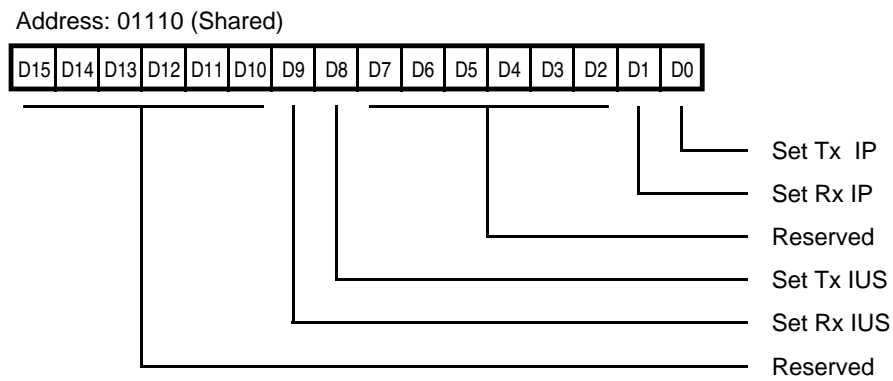 Address: 01110 (Shared)
D15 D14 D13 D12 D11 D10 D9 D8 D7 D6 D5 D4 D3 D2 D1 D0
Set Tx IP
Set Rx IP
Reserved
Set Tx IUS
Set Rx IUS
Reserved